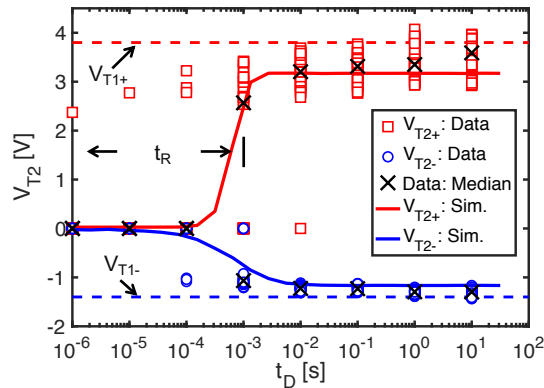 4
3
2
1
0
-1
-2
V_T2 [V]
V_T1+
t_R
V_T1-
V_T2+: Data
V_T2-: Data
Data: Median
V_T2+: Sim.
V_T2-: Sim.
10^-6 10^-5 10^-4 10^-3 10^-2 10^-1 10^0 10^1 10^2
t_D [s]